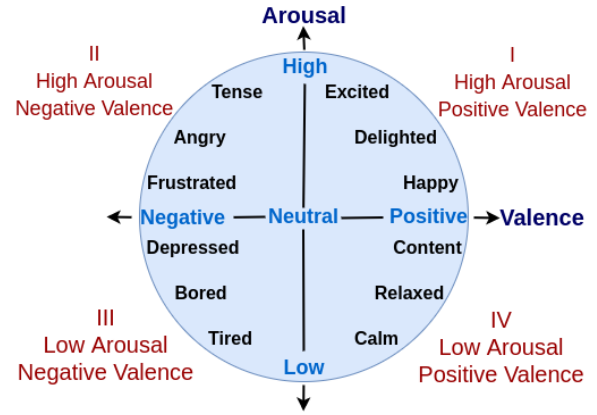 Arousal
II
High Arousal
Negative Valence
High
I
High Arousal
Positive Valence
Tense
Excited
Angry
Delighted
Frustrated
Happy
Negative
Neutral
Positive
Valence
Depressed
Content
Bored
Relaxed
III
Low Arousal
Negative Valence
Tired
Calm
IV
Low Arousal
Positive Valence
Low